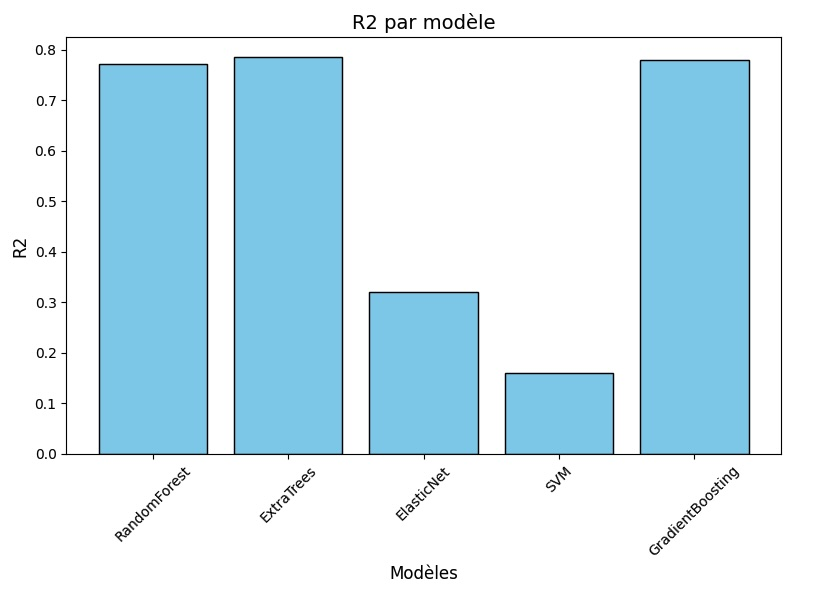 R2 par modèle
R2
0.8
0.7
0.6
0.5
0.4
0.3
0.2
0.1
0.0
RandomForest
ExtraTrees
ElasticNet
SVM
GradientBoosting
Modèles